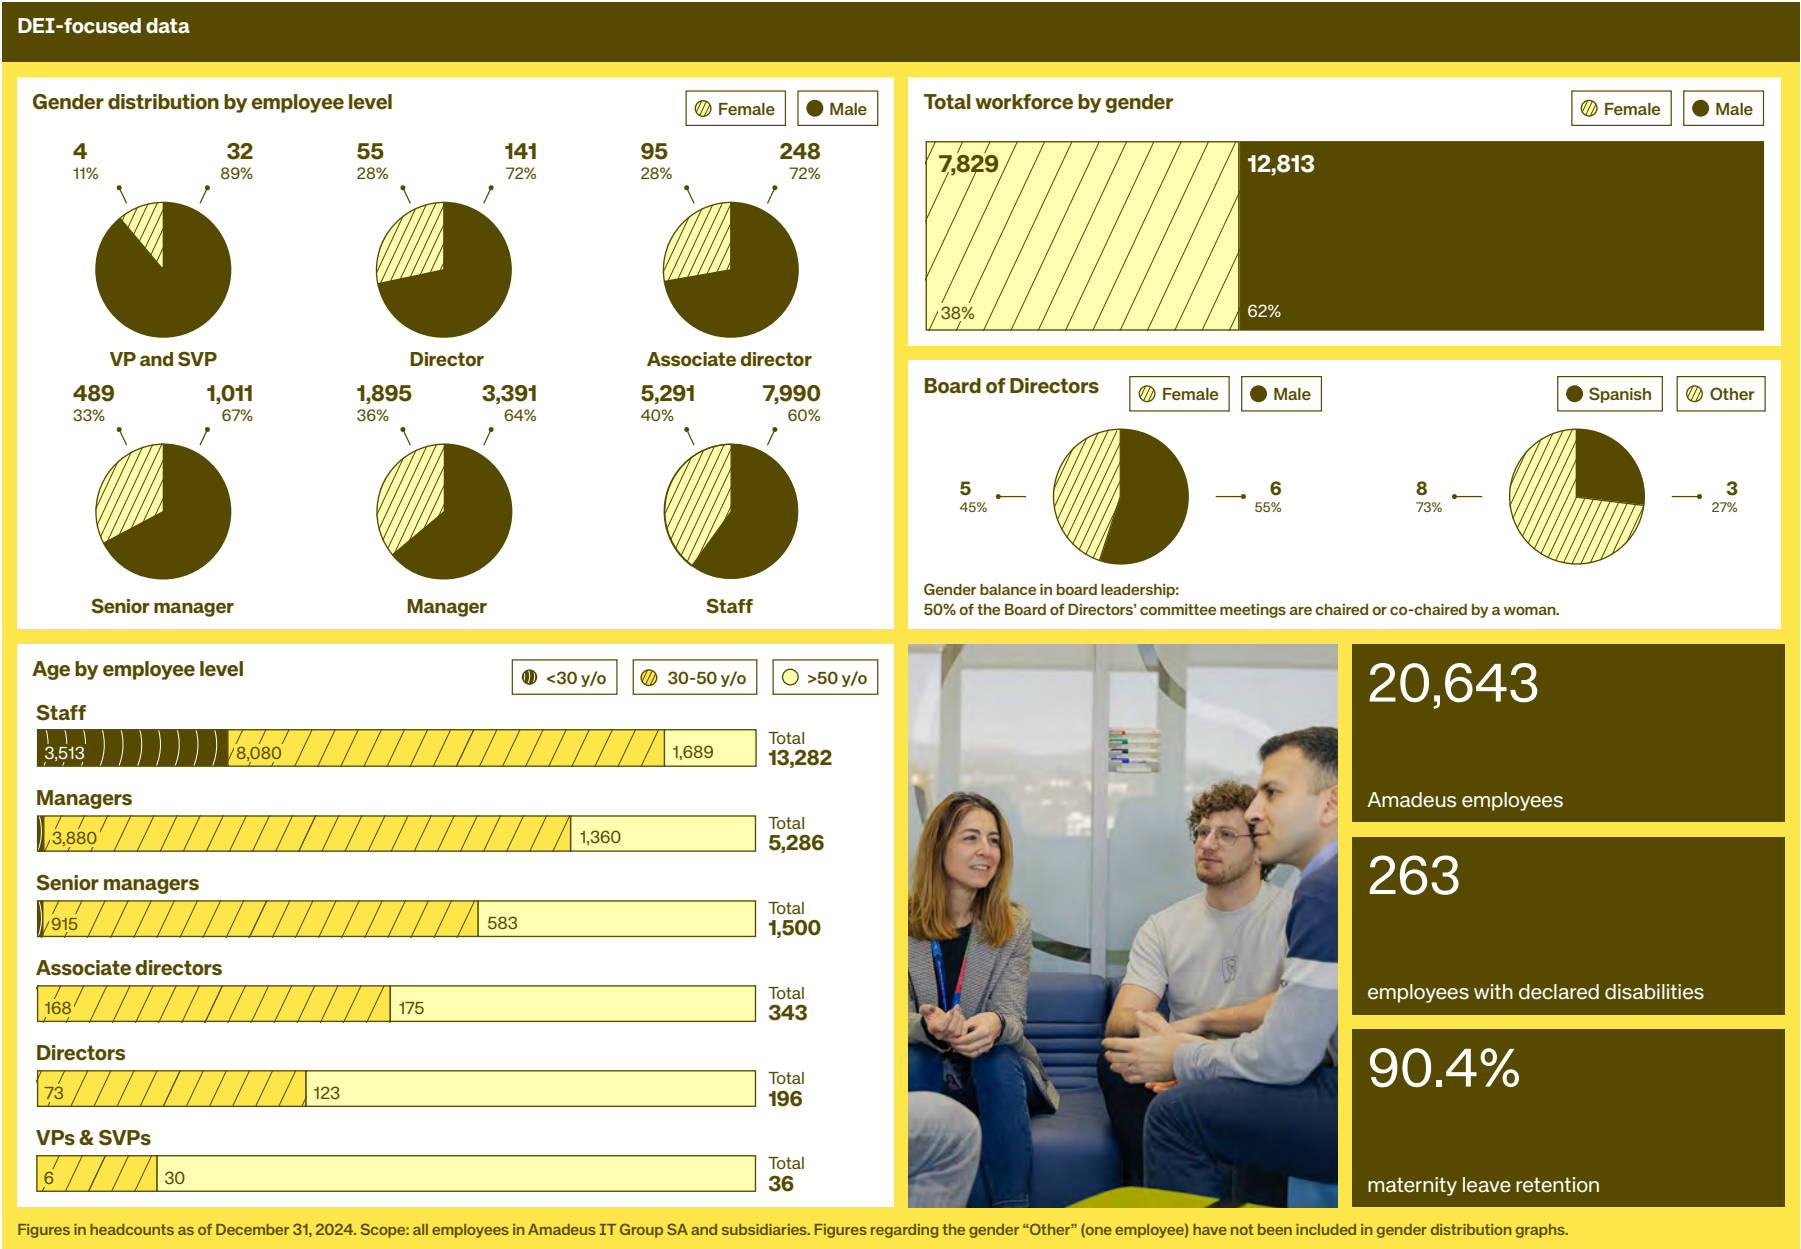 DEI-focused data
Gender distribution by employee level
Female
Male
4
11%
32
89%
VP and SVP
55
28%
141
72%
Director
95
28%
248
72%
Associate director
489
33%
1,011
67%
Senior manager
1,895
36%
3,391
64%
Manager
5,291
40%
7,990
60%
Staff
Total workforce by gender
Female
Male
7,829
38%
12,813
62%
Board of Directors
Female
Male
5
45%
6
55%
Spanish
Other
8
73%
3
27%
Gender balance in board leadership:
50% of the Board of Directors’ committee meetings are chaired or co-chaired by a woman.
Age by employee level
<30 y/o
30-50 y/o
>50 y/o
Staff
3,513
8,080
1,689
Total
13,282
Managers
3,880
1,360
Total
5,286
Senior managers
915
583
Total
1,500
Associate directors
168
175
Total
343
Directors
73
123
Total
196
VPs & SVPs
6
30
Total
36
20,643
Amadeus employees
263
employees with declared disabilities
90.4%
maternity leave retention
Figures in headcounts as of December 31, 2024. Scope: all employees in Amadeus IT Group SA and subsidiaries. Figures regarding the gender “Other” (one employee) have not been included in gender distribution graphs.